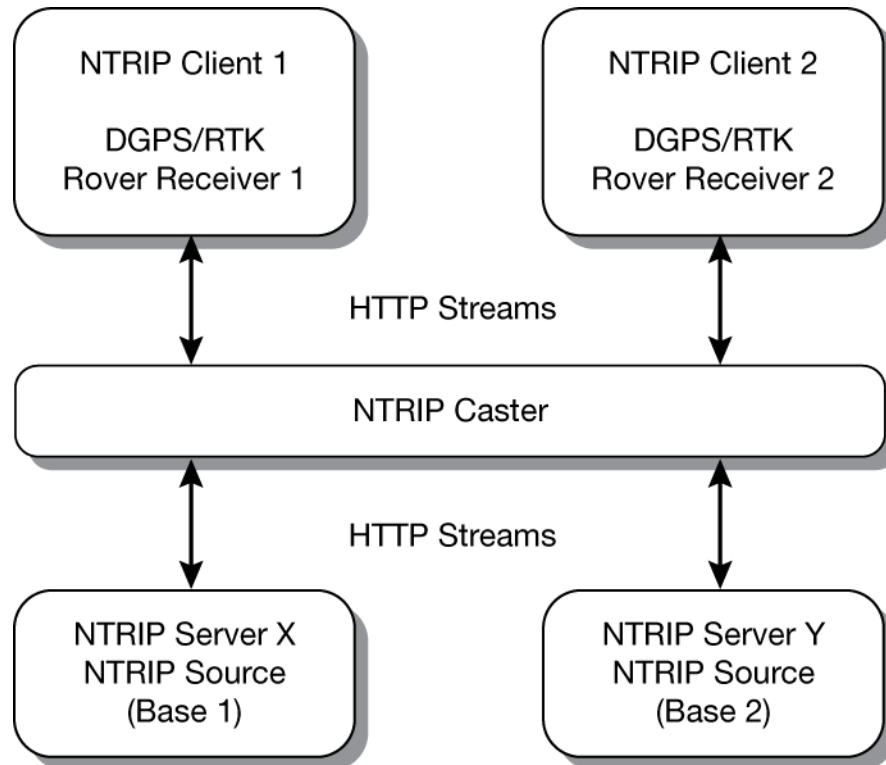 NTRIP Client 1
DGPS/RTK
Rover Receiver 1
NTRIP Client 2
DGPS/RTK
Rover Receiver 2
HTTP Streams
NTRIP Caster
HTTP Streams
NTRIP Server X
NTRIP Source
(Base 1)
NTRIP Server Y
NTRIP Source
(Base 2)